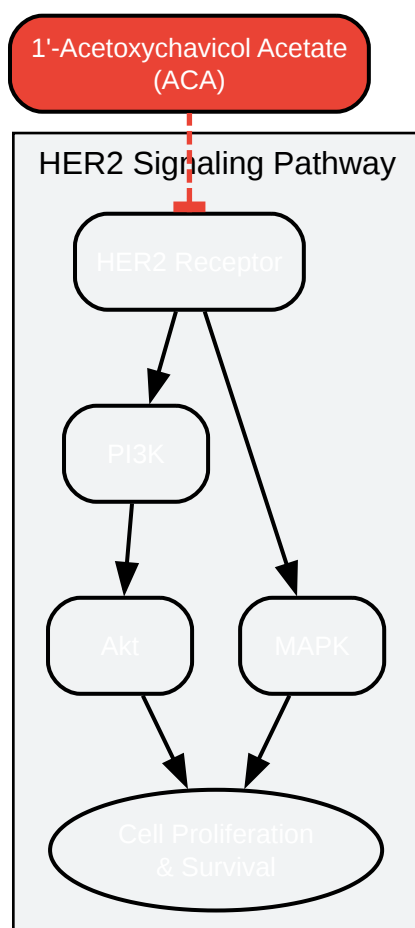 1'-Acetoxychavicol Acetate
(ACA)
HER2 Signaling Pathway
HER2 Receptor
PI3K
Akt
MAPK
Cell Proliferation
& Survival